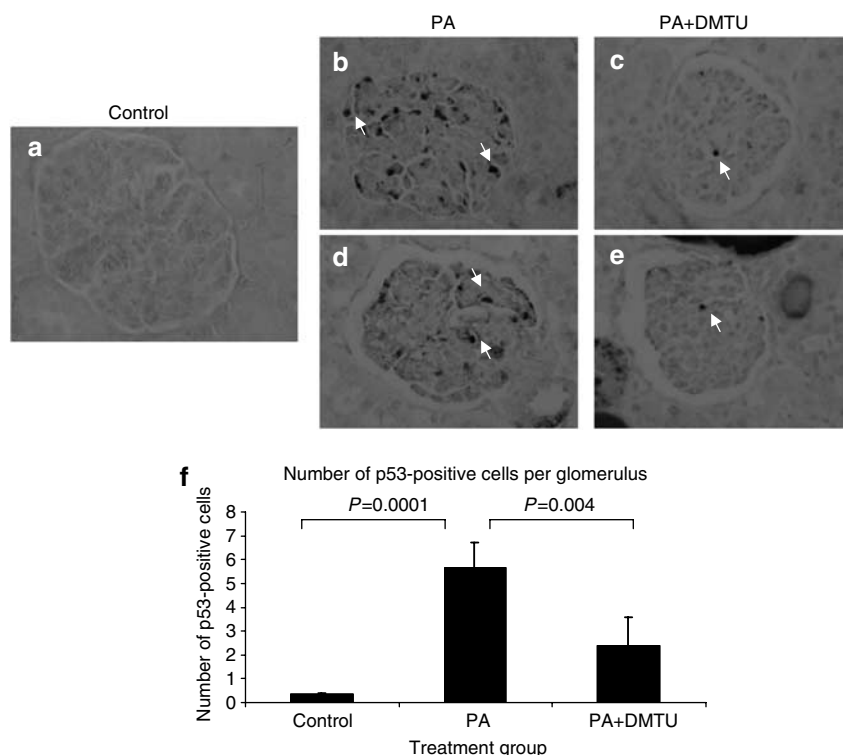 PA
PA+DMTU
Control
a
b
c
d
e
f
Number of p53-positive cells per glomerulus
P=0.0001
P=0.004
Number of p53-positive cells
8
7
6
5
4
3
2
1
0
Control
PA
PA+DMTU
Treatment group